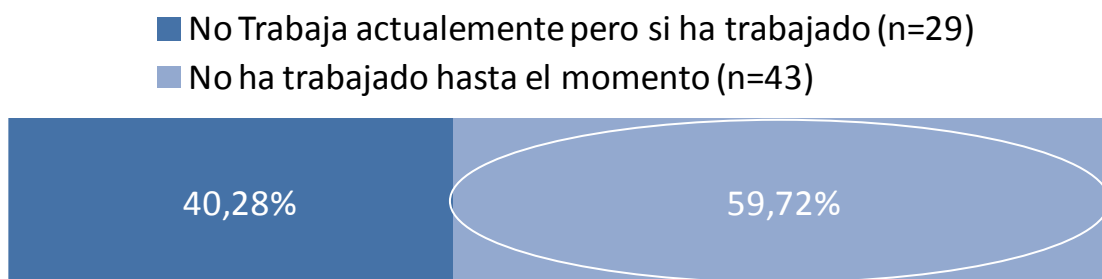 No Trabaja actualemente pero si ha trabajado (n=29)
No ha trabajado hasta el momento (n=43)
40,28%
59,72%